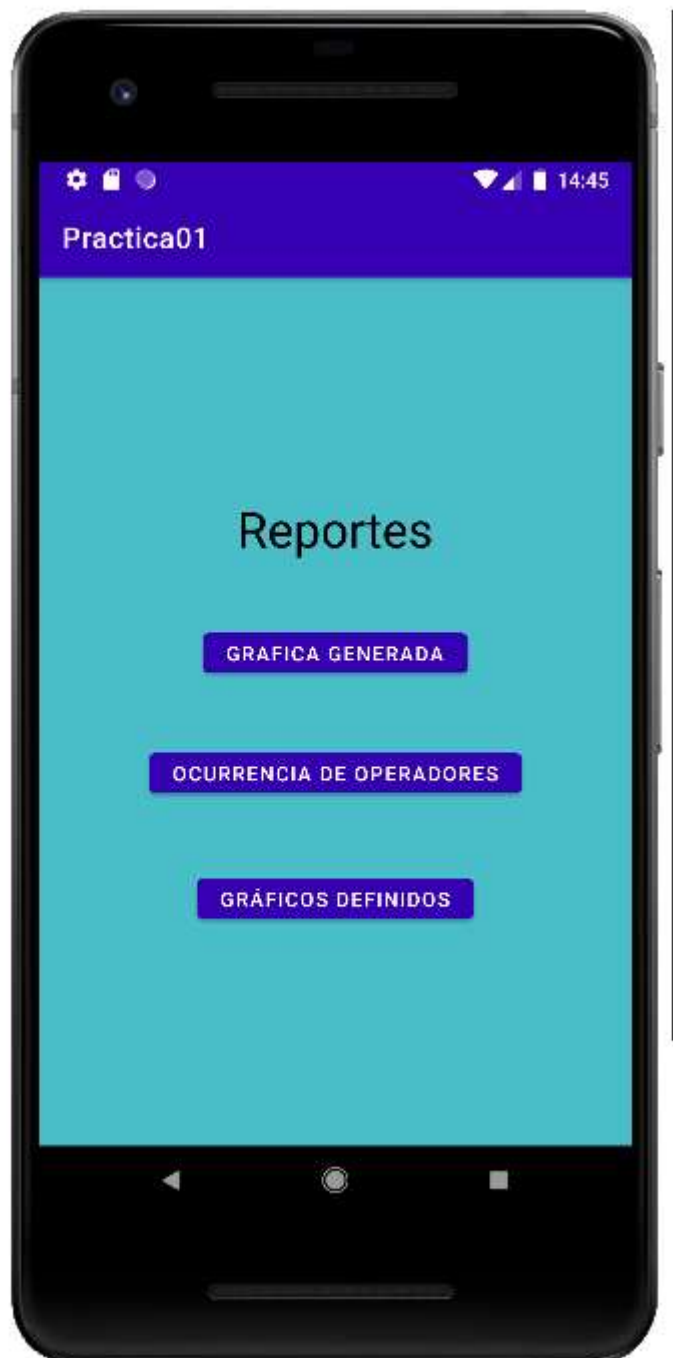 14:45
Practica01
Reportes
GRAFICA GENERADA
OCURRENCIA DE OPERADORES
GRÁFICOS DEFINIDOS